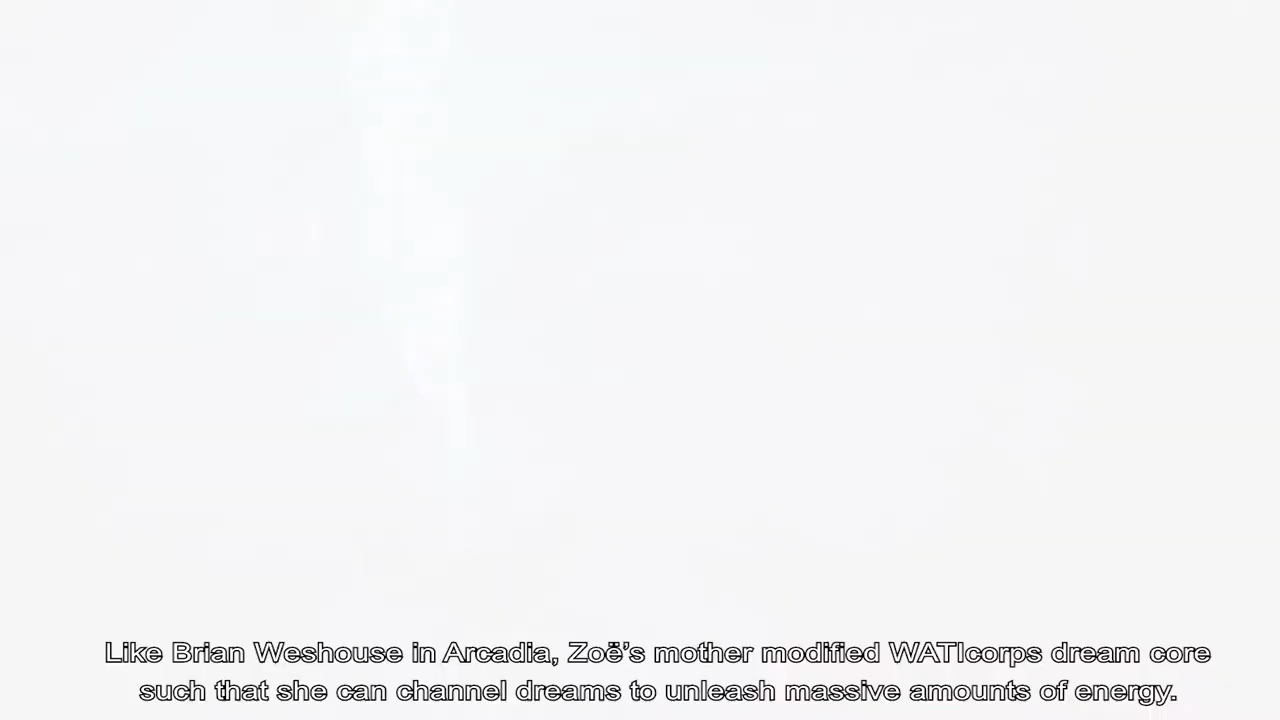 Like Brian Weshouse in Arcadia, Zoë's mother modified WATIcorps dream core
such that she can channel dreams to unleash massive amounts of energy.